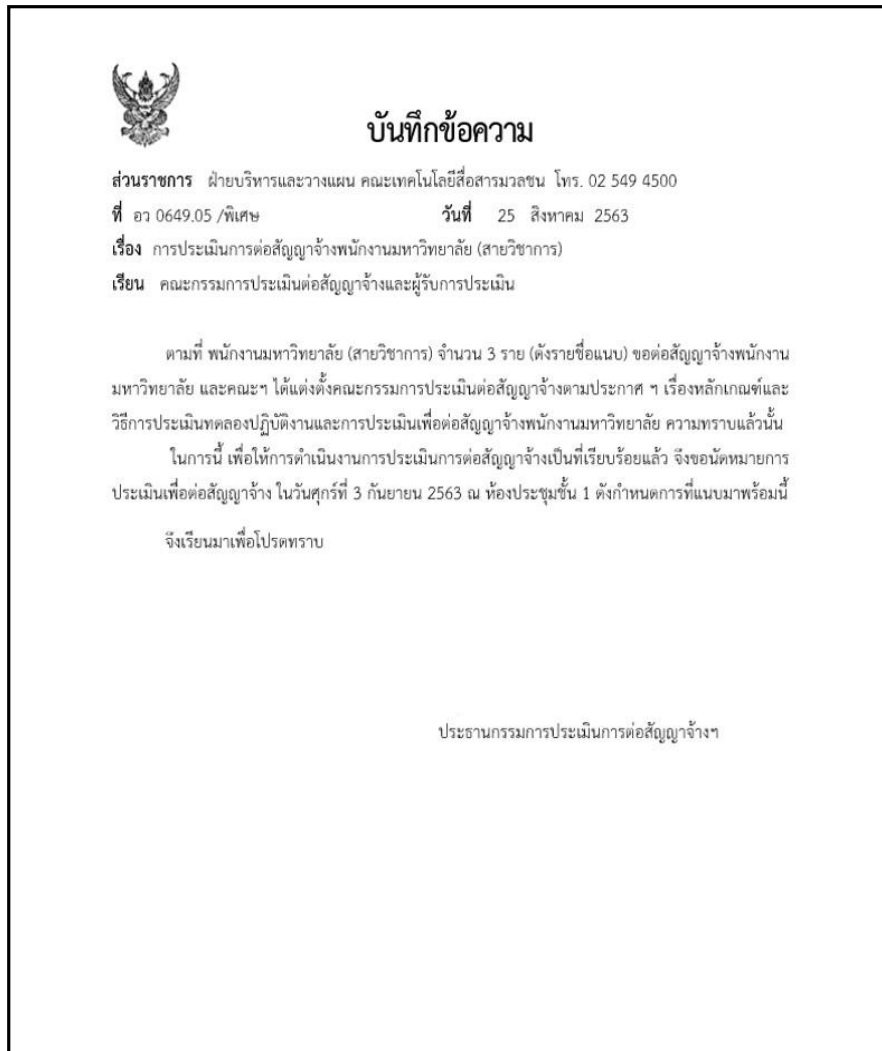 บันทึกข้อความ
ส่วนราชการ ฝ่ายบริหารและวางแผน คณะเทคโนโลยีสื่อสารมวลชน โทร. 02 549 4500
ที่ อว 0649.05 /พิเศษ วันที่ 25 สิงหาคม 2563
เรื่อง การประเมินการต่อสัญญาจ้างพนักงานมหาวิทยาลัย (สายวิชาการ)
เรียน คณะกรรมการประเมินต่อสัญญาจ้างและผู้รับการประเมิน
ตามที่ พนักงานมหาวิทยาลัย (สายวิชาการ) จำนวน 3 ราย (ดังรายชื่อแนบ) ขอต่อสัญญาจ้างพนักงาน
มหาวิทยาลัย และคณะฯ ได้แต่งตั้งคณะกรรมการประเมินต่อสัญญาจ้างตามประกาศ ฯ เรื่องหลักเกณฑ์และ
วิธีการประเมินทดลองปฏิบัติงานและการประเมินเพื่อต่อสัญญาจ้างพนักงานมหาวิทยาลัย ความทราบแล้วนั้น
ในการนี้ เพื่อให้การดำเนินงานการประเมินการต่อสัญญาจ้างเป็นที่เรียบร้อยแล้ว จึงขอนัดหมายการ
ประเมินเพื่อต่อสัญญาจ้าง ในวันศุกร์ที่ 3 กันยายน 2563 ณ ห้องประชุมชั้น 1 ดังกำหนดการที่แนบมาพร้อมนี้
จึงเรียนมาเพื่อโปรดทราบ
ประธานกรรมการประเมินการต่อสัญญาจ้างฯ